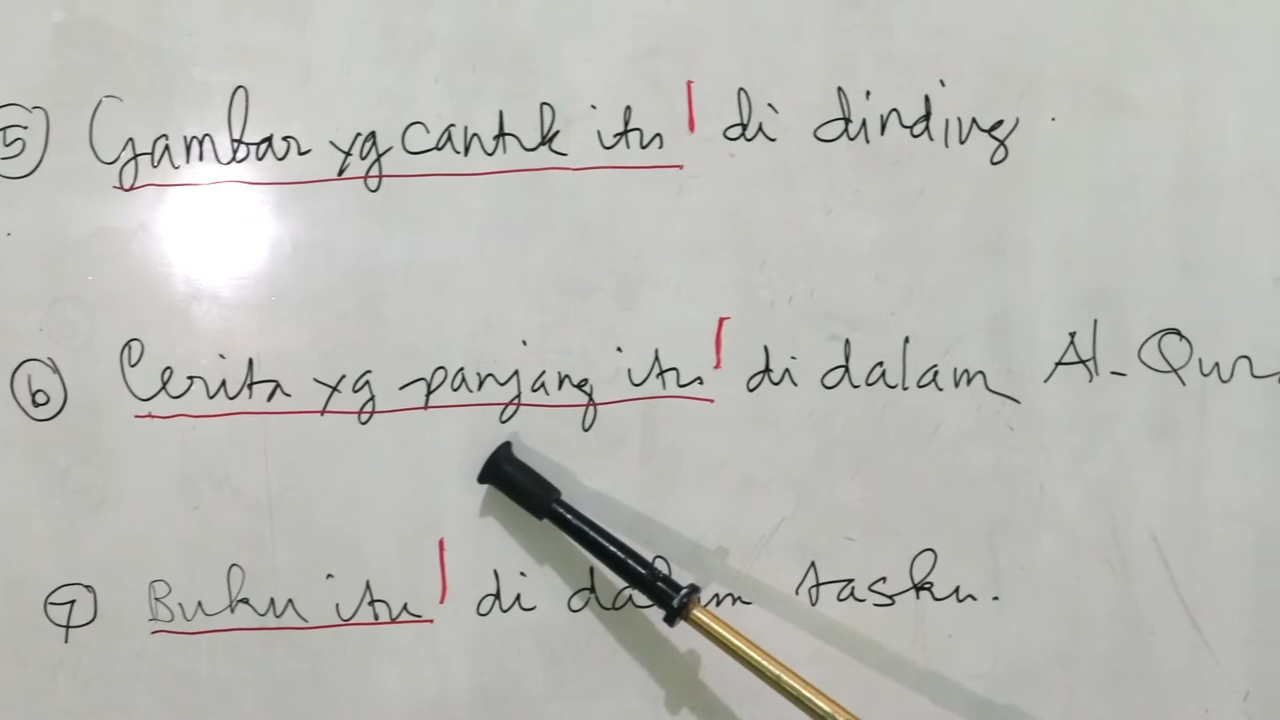 5) Gambar yg cantik itu | di dinding.
6 Cerita yg panjang itu | di dalam Al-Qur
7 Buku itu | di dalam tasku.